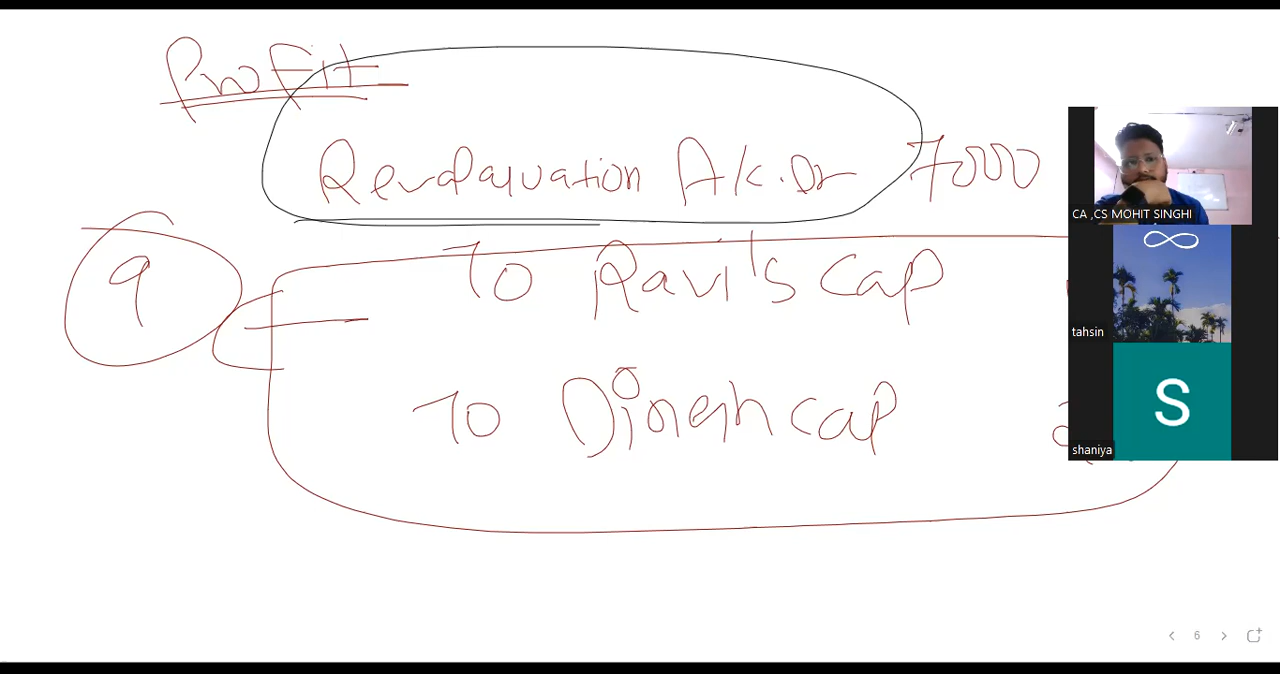 Profit
Revaluation A/c. Dr 7000
9
To Ravi's cap
To Dinesh cap
CA ,CS MOHIT SINGHI
tahsin
S
shaniya
6